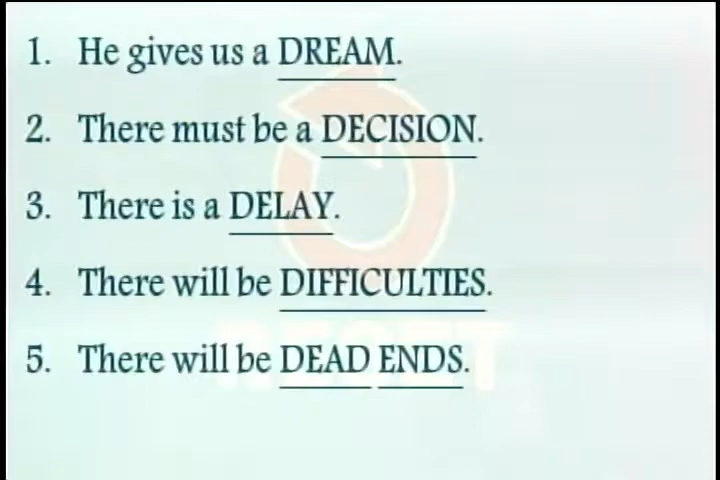 1. He gives us a DREAM.
2. There must be a DECISION.
3. There is a DELAY.
4. There will be DIFFICULTIES.
5. There will be DEAD ENDS.
RESET